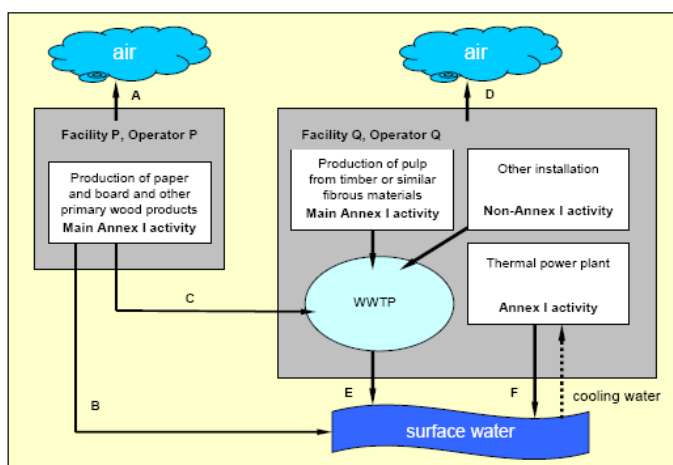 air
air
A
D
Facility P, Operator P
Facility Q, Operator Q
Production of paper
and board and other
primary wood products
Main Annex I activity
Production of pulp
from timber or similar
fibrous materials
Main Annex I activity
Other installation
Non-Annex I activity
Thermal power plant
Annex I activity
WWTP
C
B
E
F
cooling water
surface water